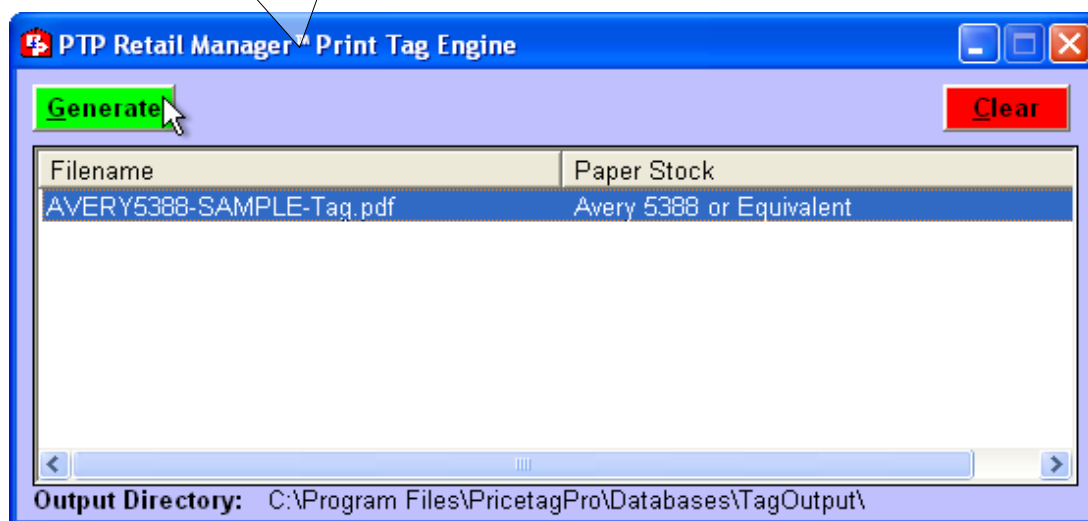 PTP Retail Manager™ Print Tag Engine
Generate Clear
Filename Paper Stock
AVERY5388-SAMPLE-Tag.pdf Avery 5388 or Equivalent
Output Directory: C:\Program Files\PricetagPro\Databases\TagOutput\